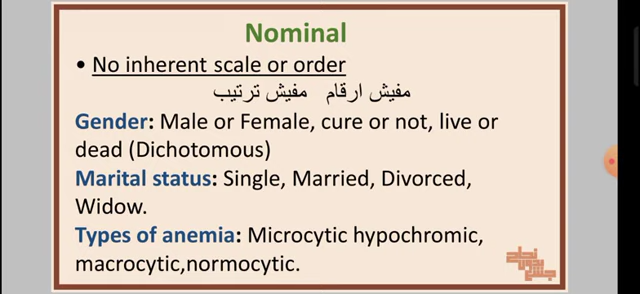 Nominal
• No inherent scale or order
مفيش ارقام   مفيش ترتيب
Gender: Male or Female, cure or not, live or
dead (Dichotomous)
Marital status: Single, Married, Divorced,
Widow.
Types of anemia: Microcytic hypochromic,
macrocytic,normocytic.